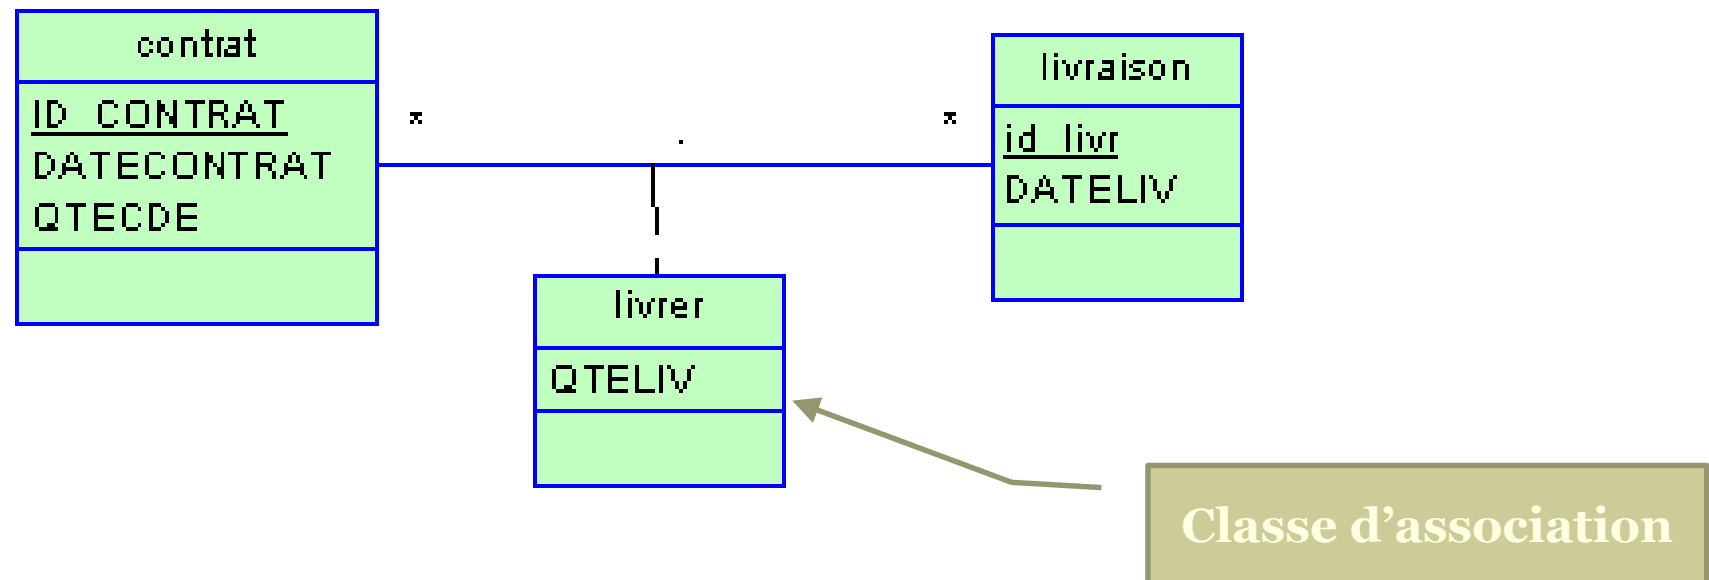 contrat
ID_CONTRAT
DATECONTRAT
QTECDE
*
*
livraison
id_livr
DATELIV
livrer
QTELIV
Classe d’association